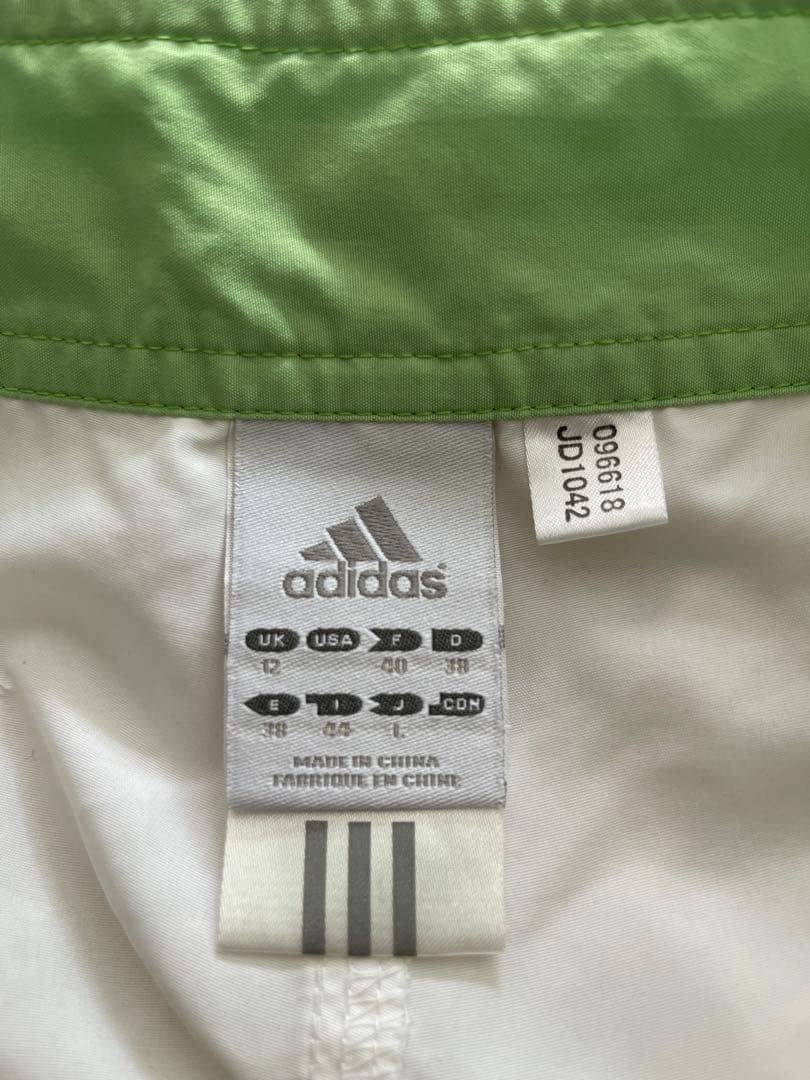 adidas
UK USA F D
12 40 38
E I J CDN
38 44 L
MADE IN CHINA
FABRIQUE EN CHINE
096618
JD1042